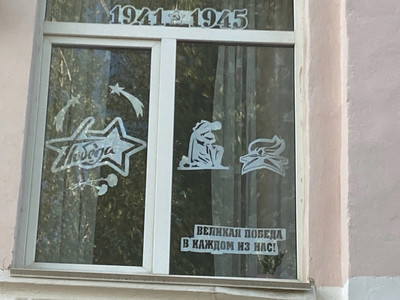 1941 1945
Победа
ВЕЛИКАЯ ПОБЕДА
В КАЖДОМ ИЗ НАС!